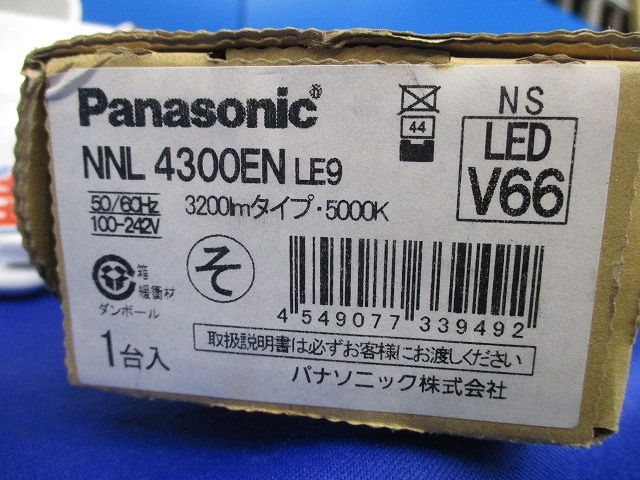 Panasonic®
NNL 4300EN LE9
50/60Hz
100-242V
3200lmタイプ・5000K
44
NS
LED
V66
箱
緩衝材
ダンボール
そ
1台入
4 549077 339492
取扱説明書は必ずお客様にお渡しください
パナソニック株式会社